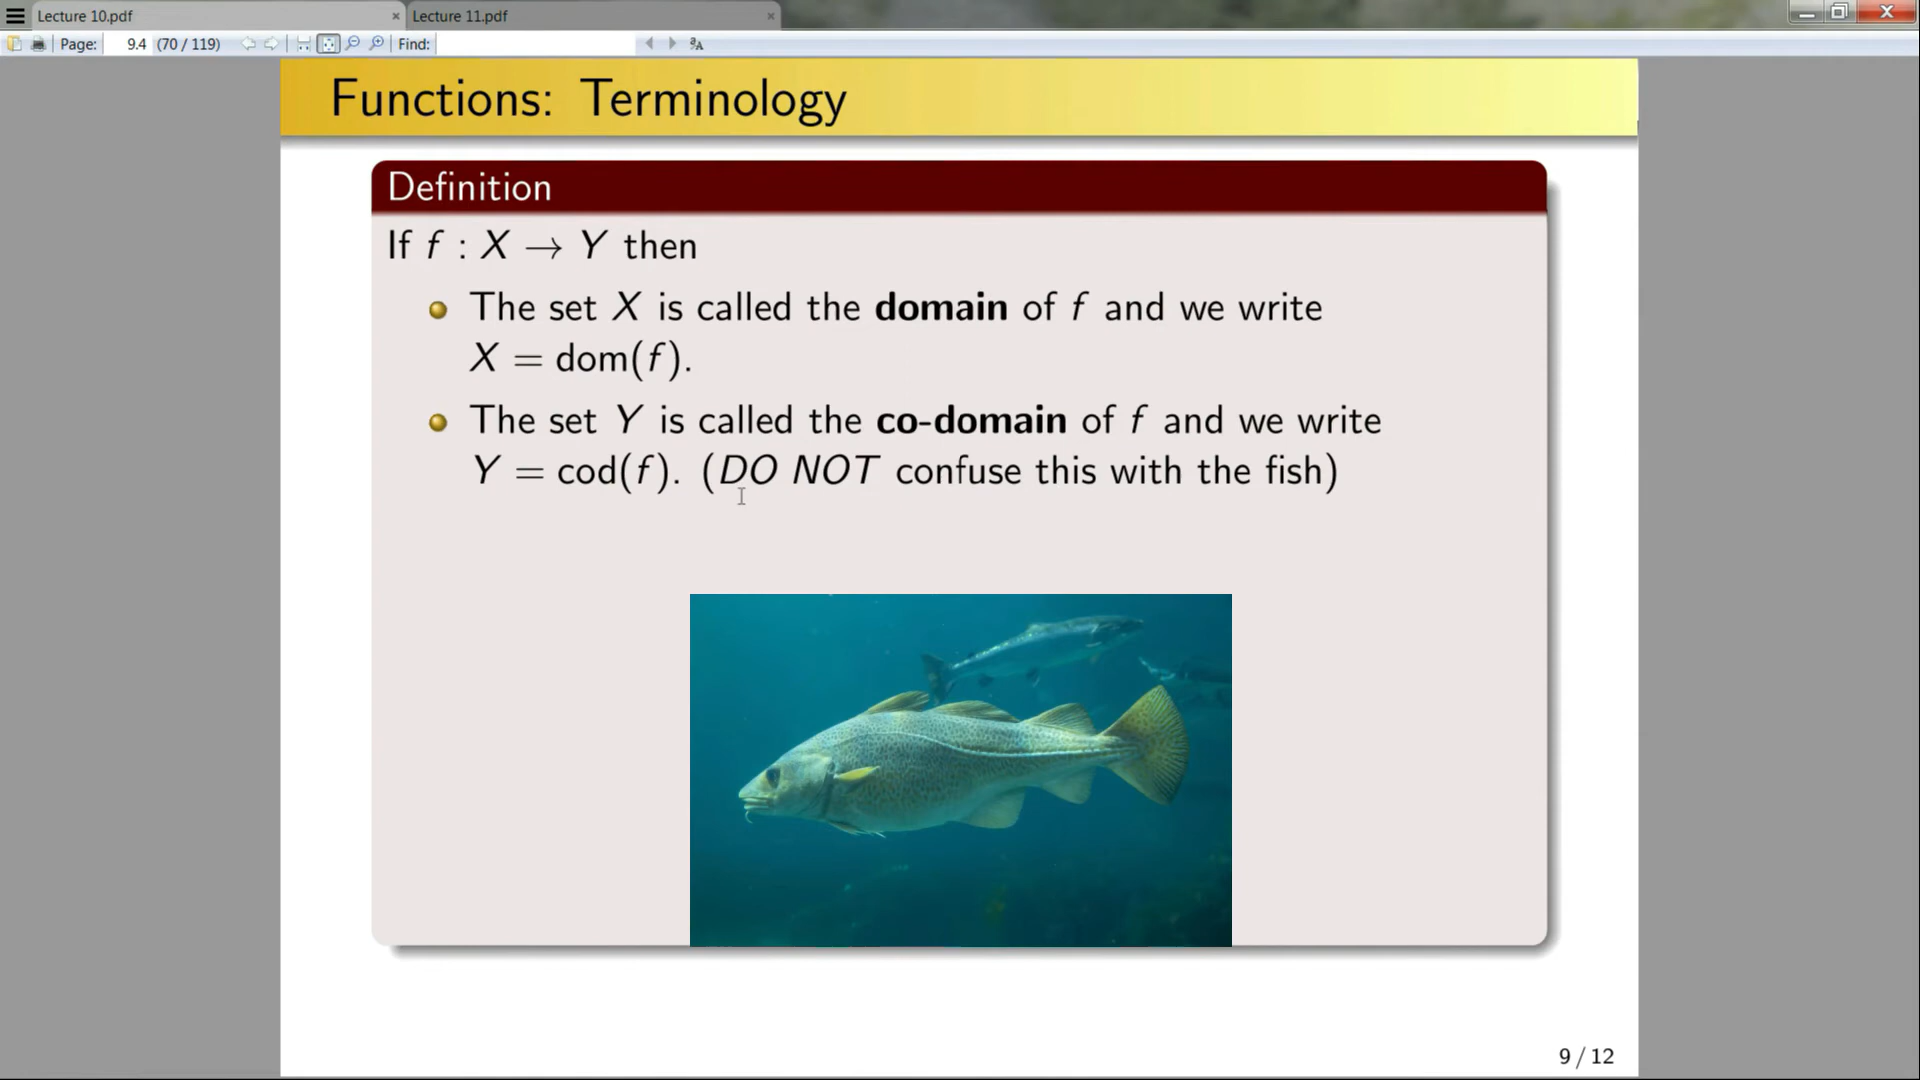 Lecture 10.pdf
Lecture 11.pdf
Page: 9.4 (70 / 119) Find:
Functions: Terminology
Definition
If f : X → Y then
The set X is called the domain of f and we write
X = dom(f).
The set Y is called the co-domain of f and we write
Y = cod(f). (DO NOT confuse this with the fish)
9 / 12